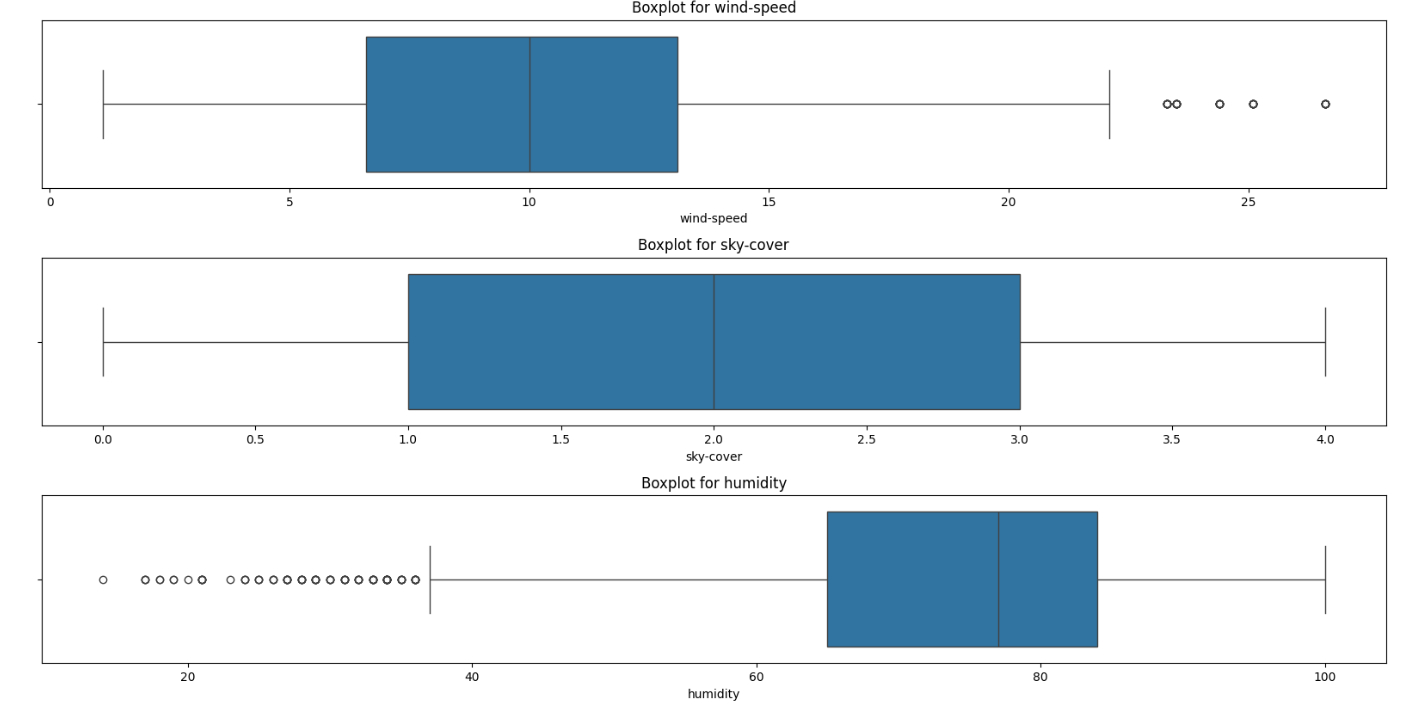 Boxplot for wind-speed
0 5 10 15 20 25
wind-speed
Boxplot for sky-cover
0.0 0.5 1.0 1.5 2.0 2.5 3.0 3.5 4.0
sky-cover
Boxplot for humidity
20 40 60 80 100
humidity